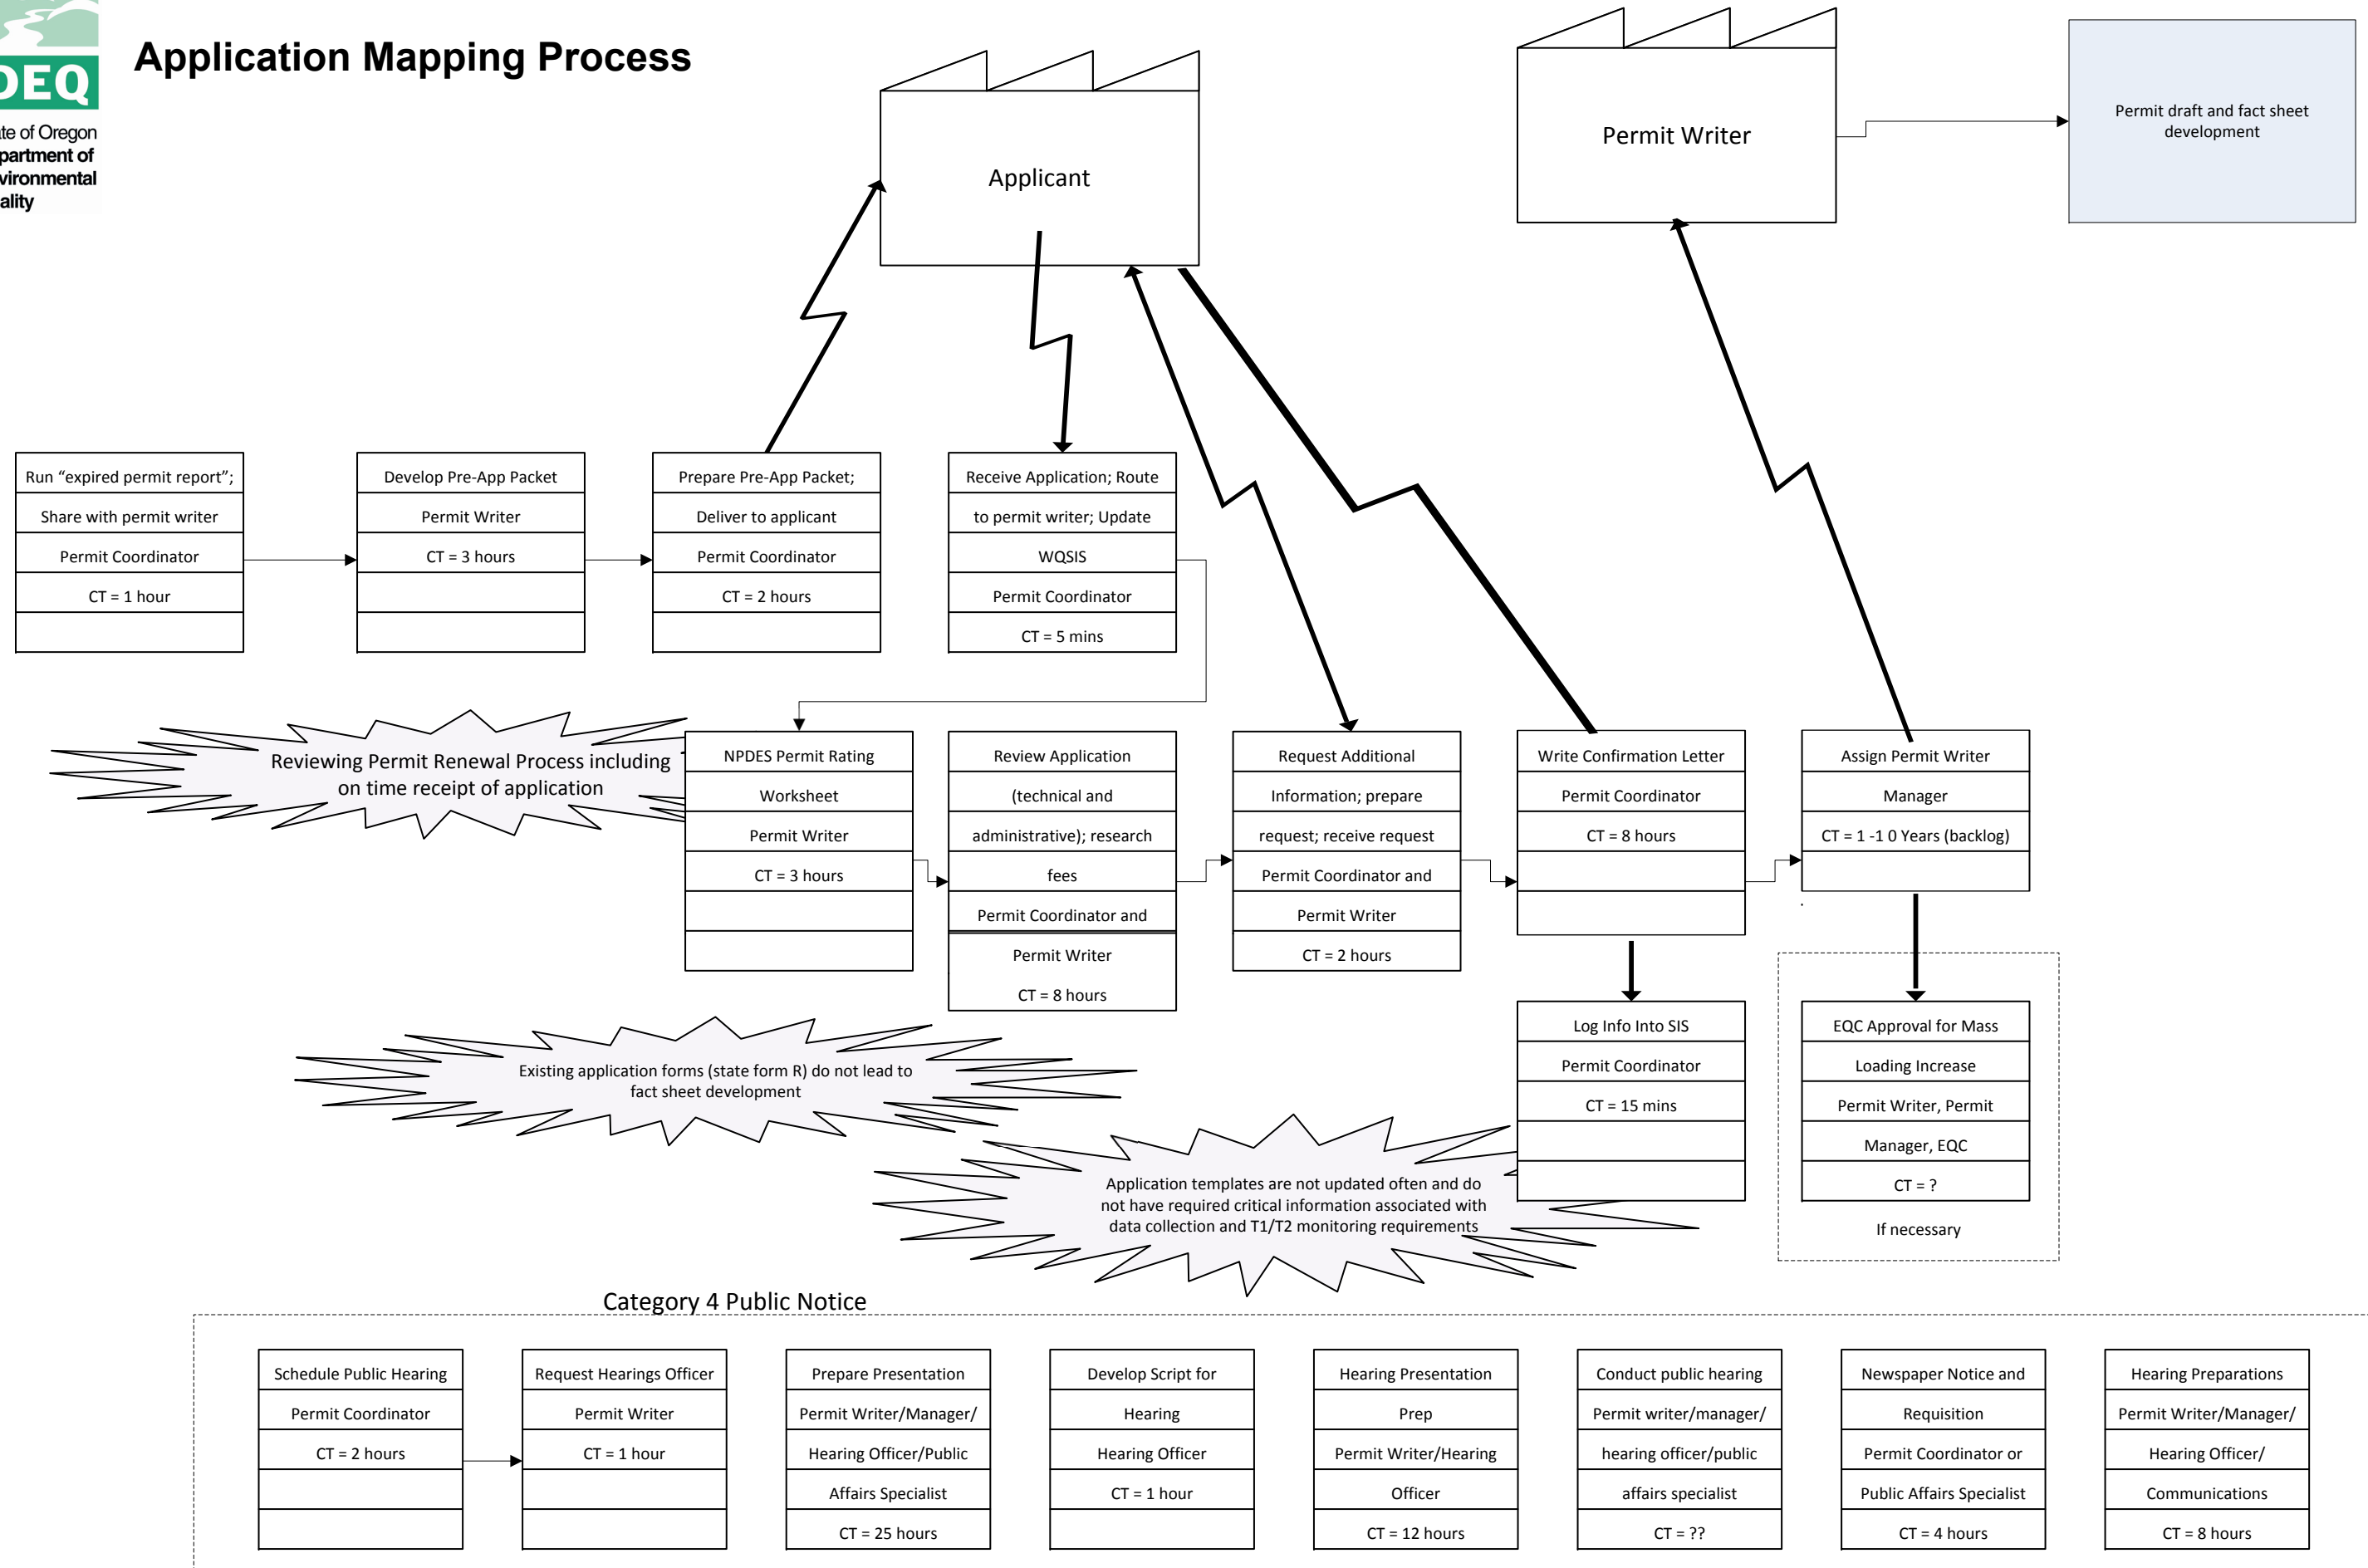 Application Mapping Process
DEQ
te of Oregon
partment of
vironmental
ality
Applicant
Permit Writer
Permit draft and fact sheet
development
Run “expired permit report”;
Share with permit writer
Permit Coordinator
CT = 1 hour
Develop Pre-App Packet
Permit Writer
CT = 3 hours
Prepare Pre-App Packet;
Deliver to applicant
Permit Coordinator
CT = 2 hours
Receive Application; Route
to permit writer; Update
WQSIS
Permit Coordinator
CT = 5 mins
Reviewing Permit Renewal Process including
on time receipt of application
NPDES Permit Rating
Worksheet
Permit Writer
CT = 3 hours
Review Application
(technical and
administrative); research
fees
Permit Coordinator and
Permit Writer
CT = 8 hours
Request Additional
Information; prepare
request; receive request
Permit Coordinator and
Permit Writer
CT = 2 hours
Write Confirmation Letter
Permit Coordinator
CT = 8 hours
Assign Permit Writer
Manager
CT = 1 -1 0 Years (backlog)
Existing application forms (state form R) do not lead to
fact sheet development
Log Info Into SIS
Permit Coordinator
CT = 15 mins
EQC Approval for Mass
Loading Increase
Permit Writer, Permit
Manager, EQC
CT = ?
If necessary
Application templates are not updated often and do
not have required critical information associated with
data collection and T1/T2 monitoring requirements
Category 4 Public Notice
Schedule Public Hearing
Permit Coordinator
CT = 2 hours
Request Hearings Officer
Permit Writer
CT = 1 hour
Prepare Presentation
Permit Writer/Manager/
Hearing Officer/Public
Affairs Specialist
CT = 25 hours
Develop Script for
Hearing
Hearing Officer
CT = 1 hour
Hearing Presentation
Prep
Permit Writer/Hearing
Officer
CT = 12 hours
Conduct public hearing
Permit writer/manager/
hearing officer/public
affairs specialist
CT = ??
Newspaper Notice and
Requisition
Permit Coordinator or
Public Affairs Specialist
CT = 4 hours
Hearing Preparations
Permit Writer/Manager/
Hearing Officer/
Communications
CT = 8 hours